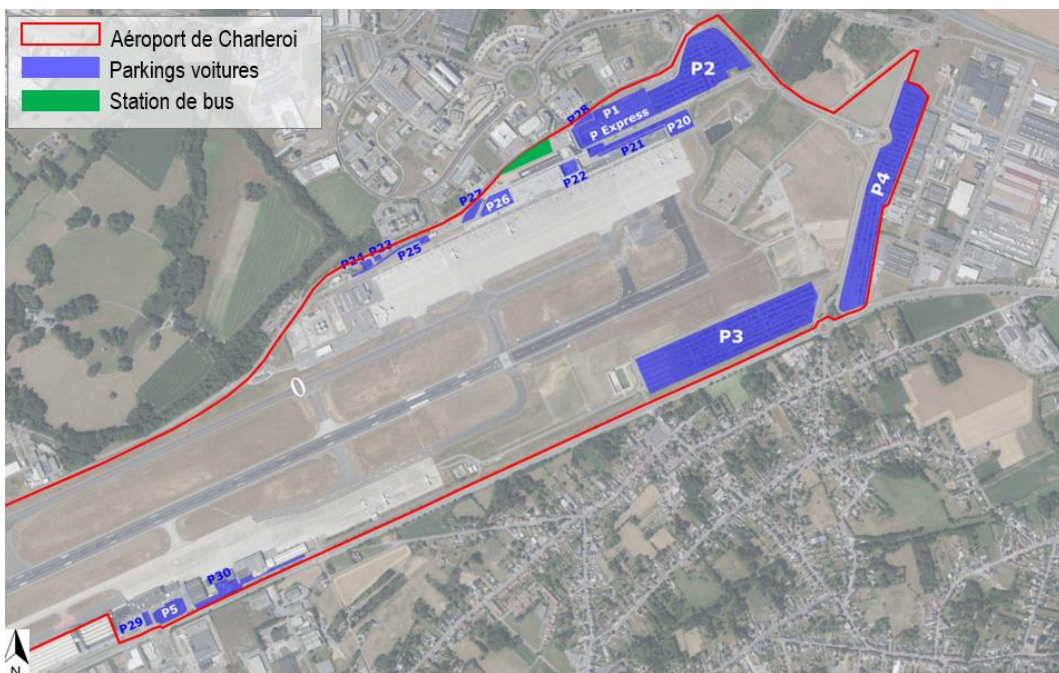 Aéroport de Charleroi
Parkings voitures
Station de bus
P2
P28
P1
P Express
P20
P21
P4
P22
P27
P26
P23
P24
P25
P3
0
P30
P5
P29
N